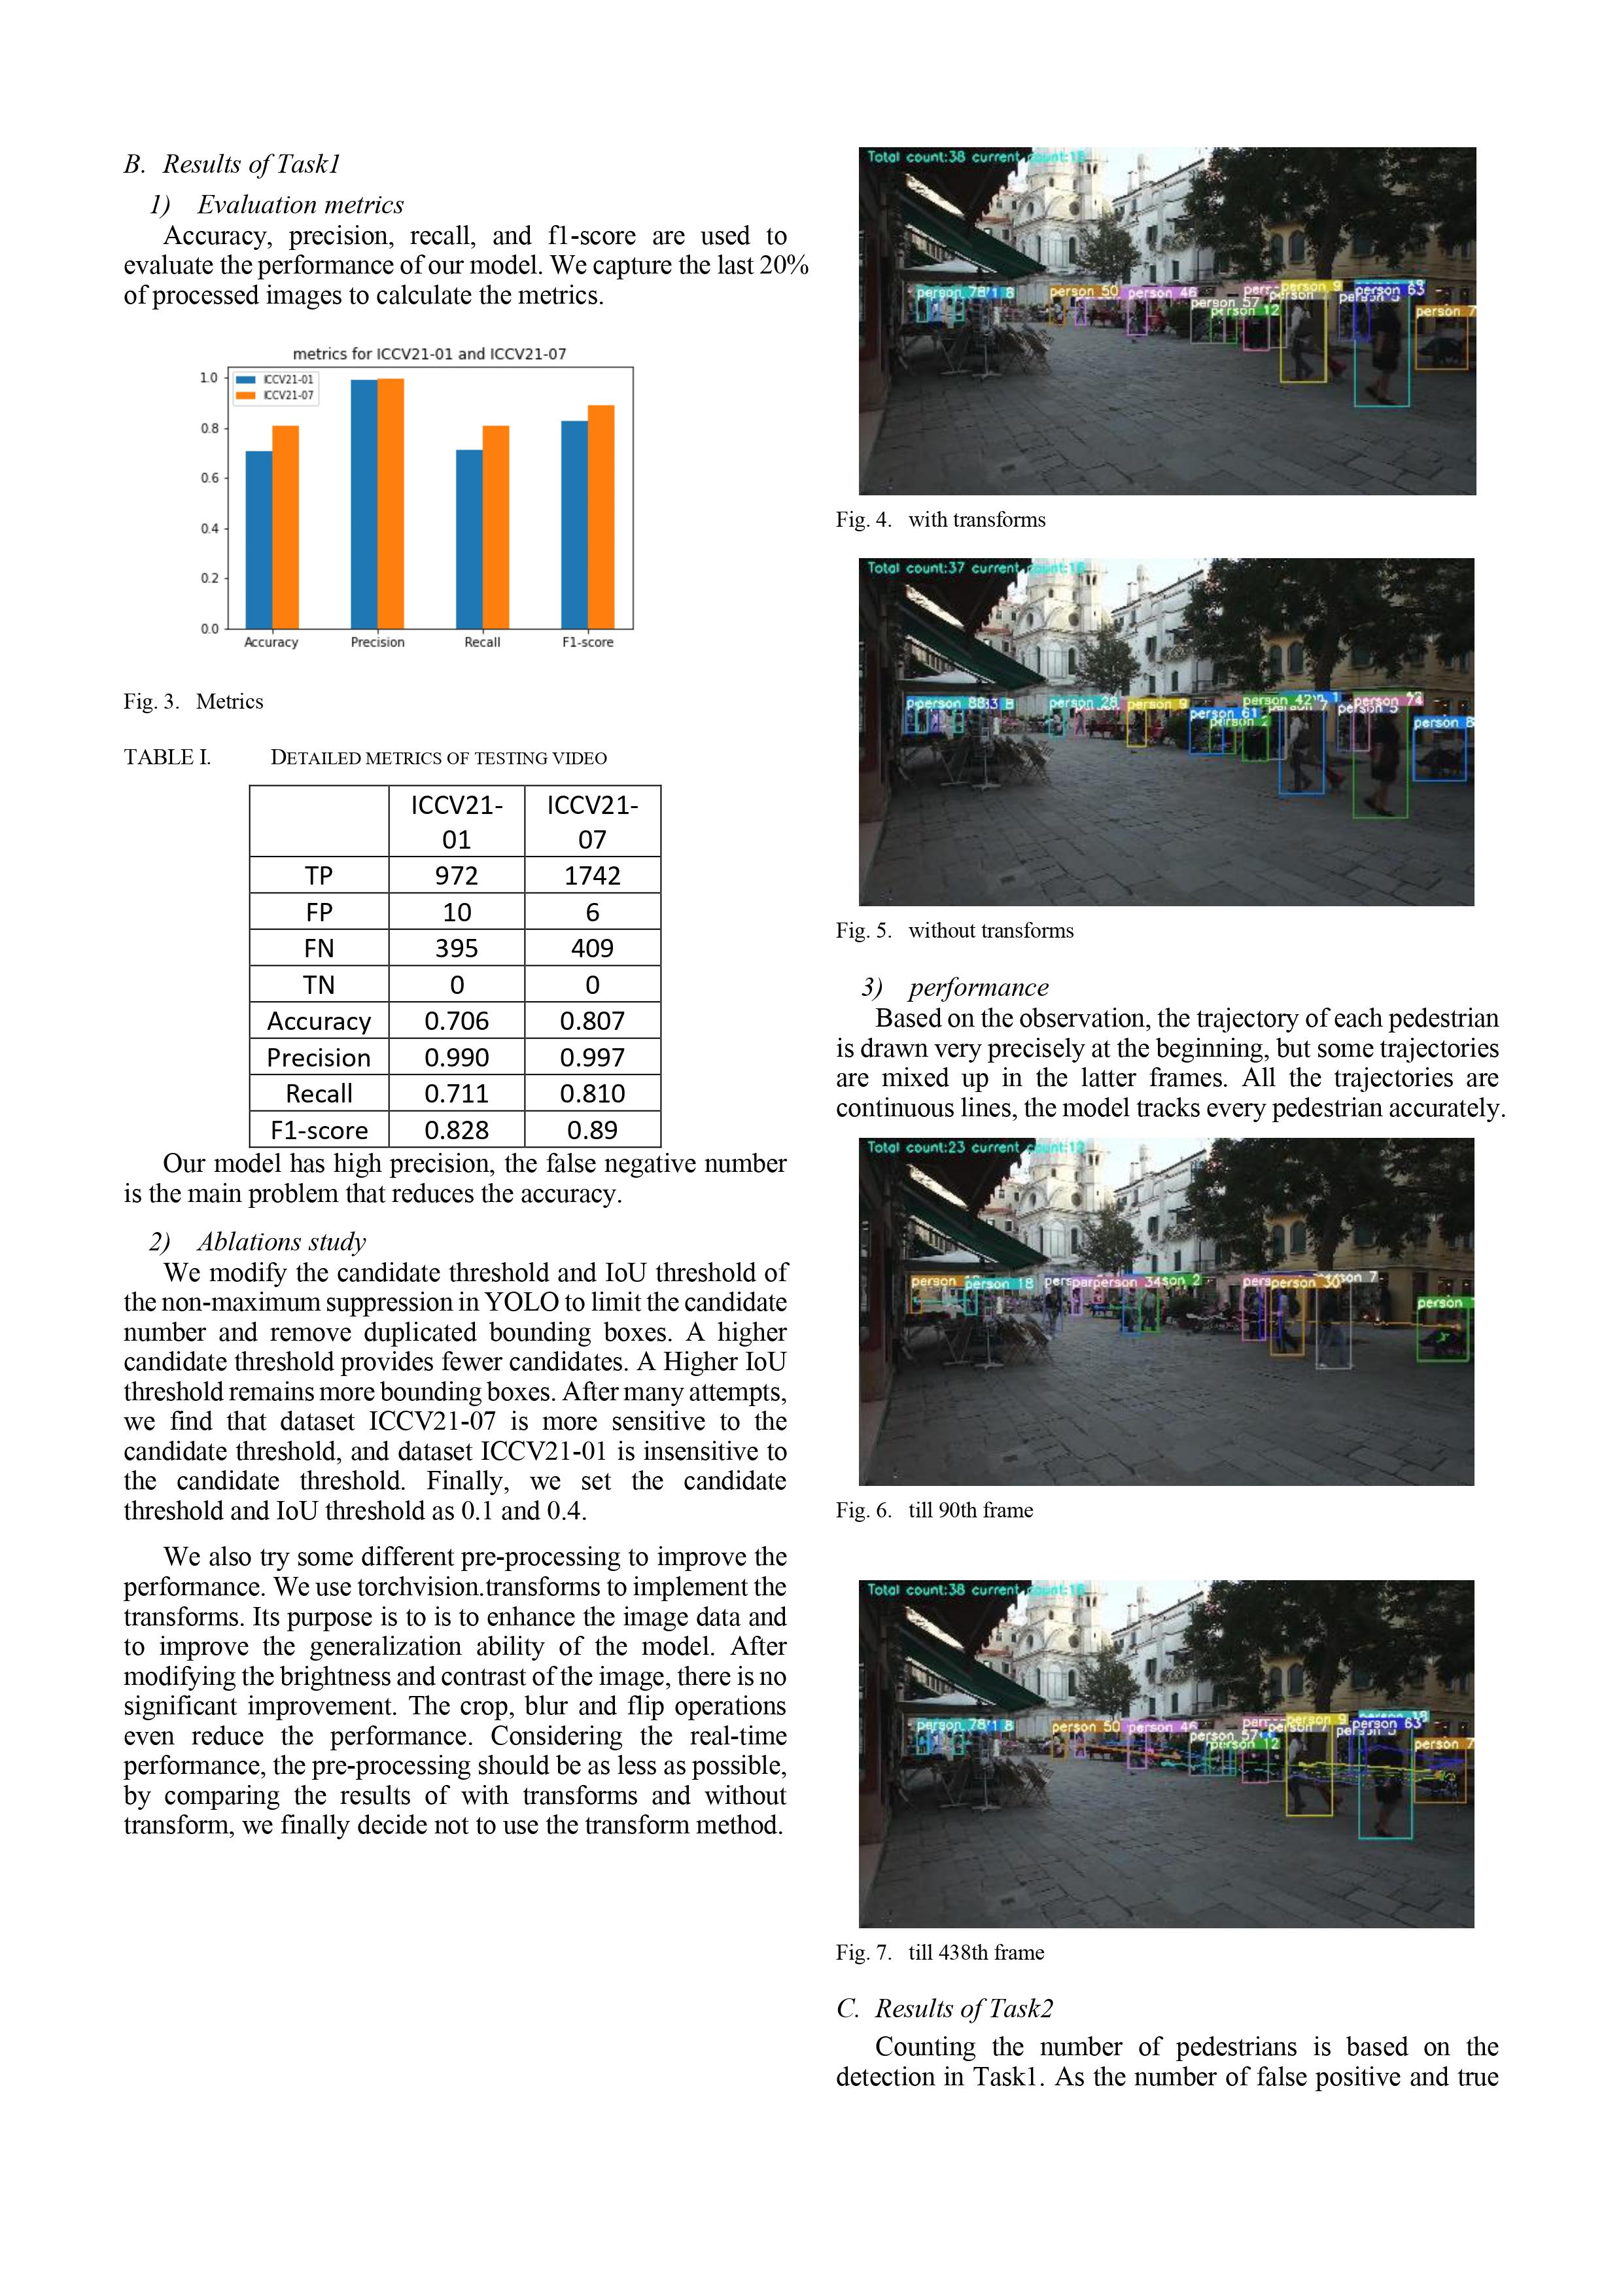 B. Results of Task1
1) Evaluation metrics
Accuracy, precision, recall, and f1-score are used to
evaluate the performance of our model. We capture the last 20%
of processed images to calculate the metrics.
metrics for ICCV21-01 and ICCV21-07
ICCV21-01
ICCV21-07
1.0
0.8
0.6
0.4
0.2
0.0
Accuracy Precision Recall F1-score
Fig. 3. Metrics
TABLE I. DETAILED METRICS OF TESTING VIDEO
ICCV21-01 ICCV21-07
TP 972 1742
FP 10 6
FN 395 409
TN 0 0
Accuracy 0.706 0.807
Precision 0.990 0.997
Recall 0.711 0.810
F1-score 0.828 0.89
Our model has high precision, the false negative number
is the main problem that reduces the accuracy.
2) Ablations study
We modify the candidate threshold and IoU threshold of
the non-maximum suppression in YOLO to limit the candidate
number and remove duplicated bounding boxes. A higher
candidate threshold provides fewer candidates. A Higher IoU
threshold remains more bounding boxes. After many attempts,
we find that dataset ICCV21-07 is more sensitive to the
candidate threshold, and dataset ICCV21-01 is insensitive to
the candidate threshold. Finally, we set the candidate
threshold and IoU threshold as 0.1 and 0.4.
We also try some different pre-processing to improve the
performance. We use torchvision.transforms to implement the
transforms. Its purpose is to is to enhance the image data and
to improve the generalization ability of the model. After
modifying the brightness and contrast of the image, there is no
significant improvement. The crop, blur and flip operations
even reduce the performance. Considering the real-time
performance, the pre-processing should be as less as possible,
by comparing the results of with transforms and without
transform, we finally decide not to use the transform method.
Total count:38 current
person 50 person 46 person 57 person 12 person 9 person 63 person
Fig. 4. with transforms
Total count:37 current
person 28 person 9 person 61 person 2 person 42 person 74 person
Fig. 5. without transforms
3) performance
Based on the observation, the trajectory of each pedestrian
is drawn very precisely at the beginning, but some trajectories
are mixed up in the latter frames. All the trajectories are
continuous lines, the model tracks every pedestrian accurately.
Total count:23 current
person person 18 person 30 person
Fig. 6. till 90th frame
Total count:38 current
person 50 person 46 person 12 person 9 person 63 person
Fig. 7. till 438th frame
C. Results of Task2
Counting the number of pedestrians is based on the
detection in Task1. As the number of false positive and true